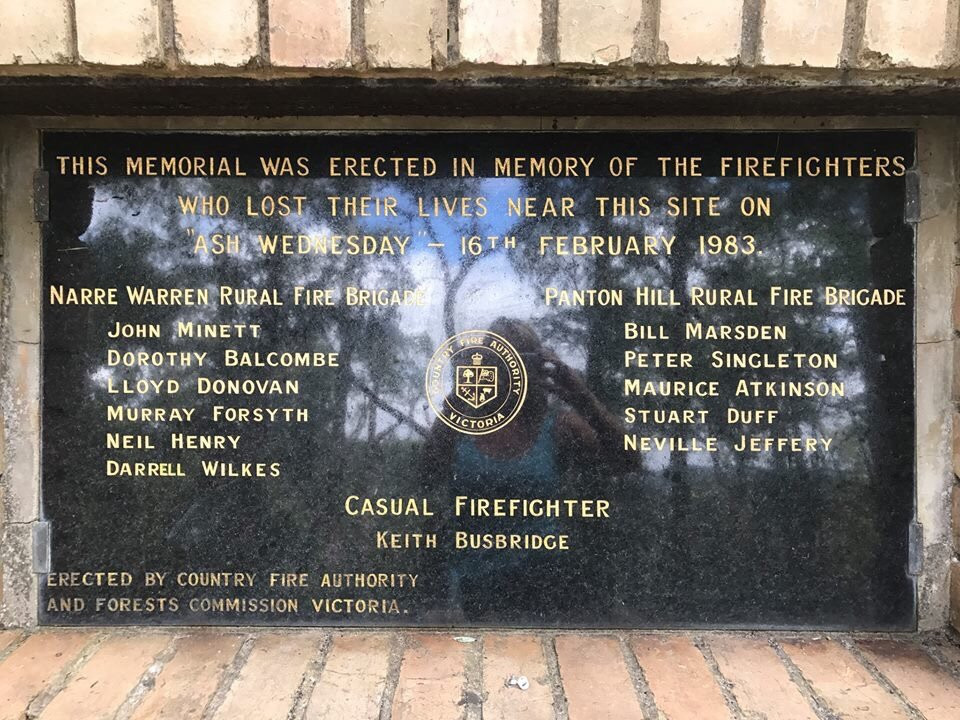 THIS MEMORIAL WAS ERECTED IN MEMORY OF THE FIREFIGHTERS
WHO LOST THEIR LIVES NEAR THIS SITE ON
"ASH WEDNESDAY" – 16TH FEBRUARY 1983.
NARRE WARREN RURAL FIRE BRIGADE
JOHN MINETT
DOROTHY BALCOMBE
LLOYD DONOVAN
MURRAY FORSYTH
NEIL HENRY
DARRELL WILKES
COUNTRY FIRE AUTHORITY
VICTORIA
PANTON HILL RURAL FIRE BRIGADE
BILL MARSDEN
PETER SINGLETON
MAURICE ATKINSON
STUART DUFF
NEVILLE JEFFERY
CASUAL FIREFIGHTER
KEITH BUSBRIDGE
ERECTED BY COUNTRY FIRE AUTHORITY
AND FORESTS COMMISSION VICTORIA.